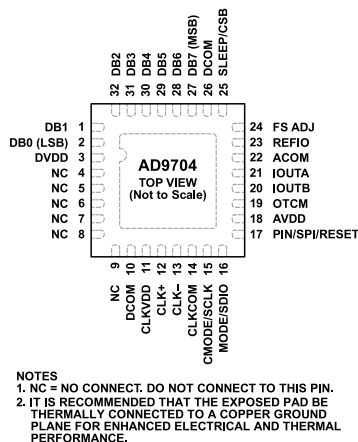 32 DB2
31 DB3
30 DB4
29 DB5
28 DB6
27 DB7 (MSB)
26 DCOM
25 SLEEP/CSB
DB1 1
DB0 (LSB) 2
DVDD 3
NC 4
NC 5
NC 6
NC 7
NC 8
AD9704
TOP VIEW
(Not to Scale)
24 FS ADJ
23 REFIO
22 ACOM
21 IOUTA
20 IOUTB
19 OTCM
18 AVDD
17 PIN/SPI/RESET
NC 9
DCOM 10
CLKVDD 11
CLK+ 12
CLK– 13
CLKCOM 14
CMODE/SCLK 15
MODE/SDIO 16
NOTES
1. NC = NO CONNECT. DO NOT CONNECT TO THIS PIN.
2. IT IS RECOMMENDED THAT THE EXPOSED PAD BE
THERMALLY CONNECTED TO A COPPER GROUND
PLANE FOR ENHANCED ELECTRICAL AND THERMAL
PERFORMANCE.